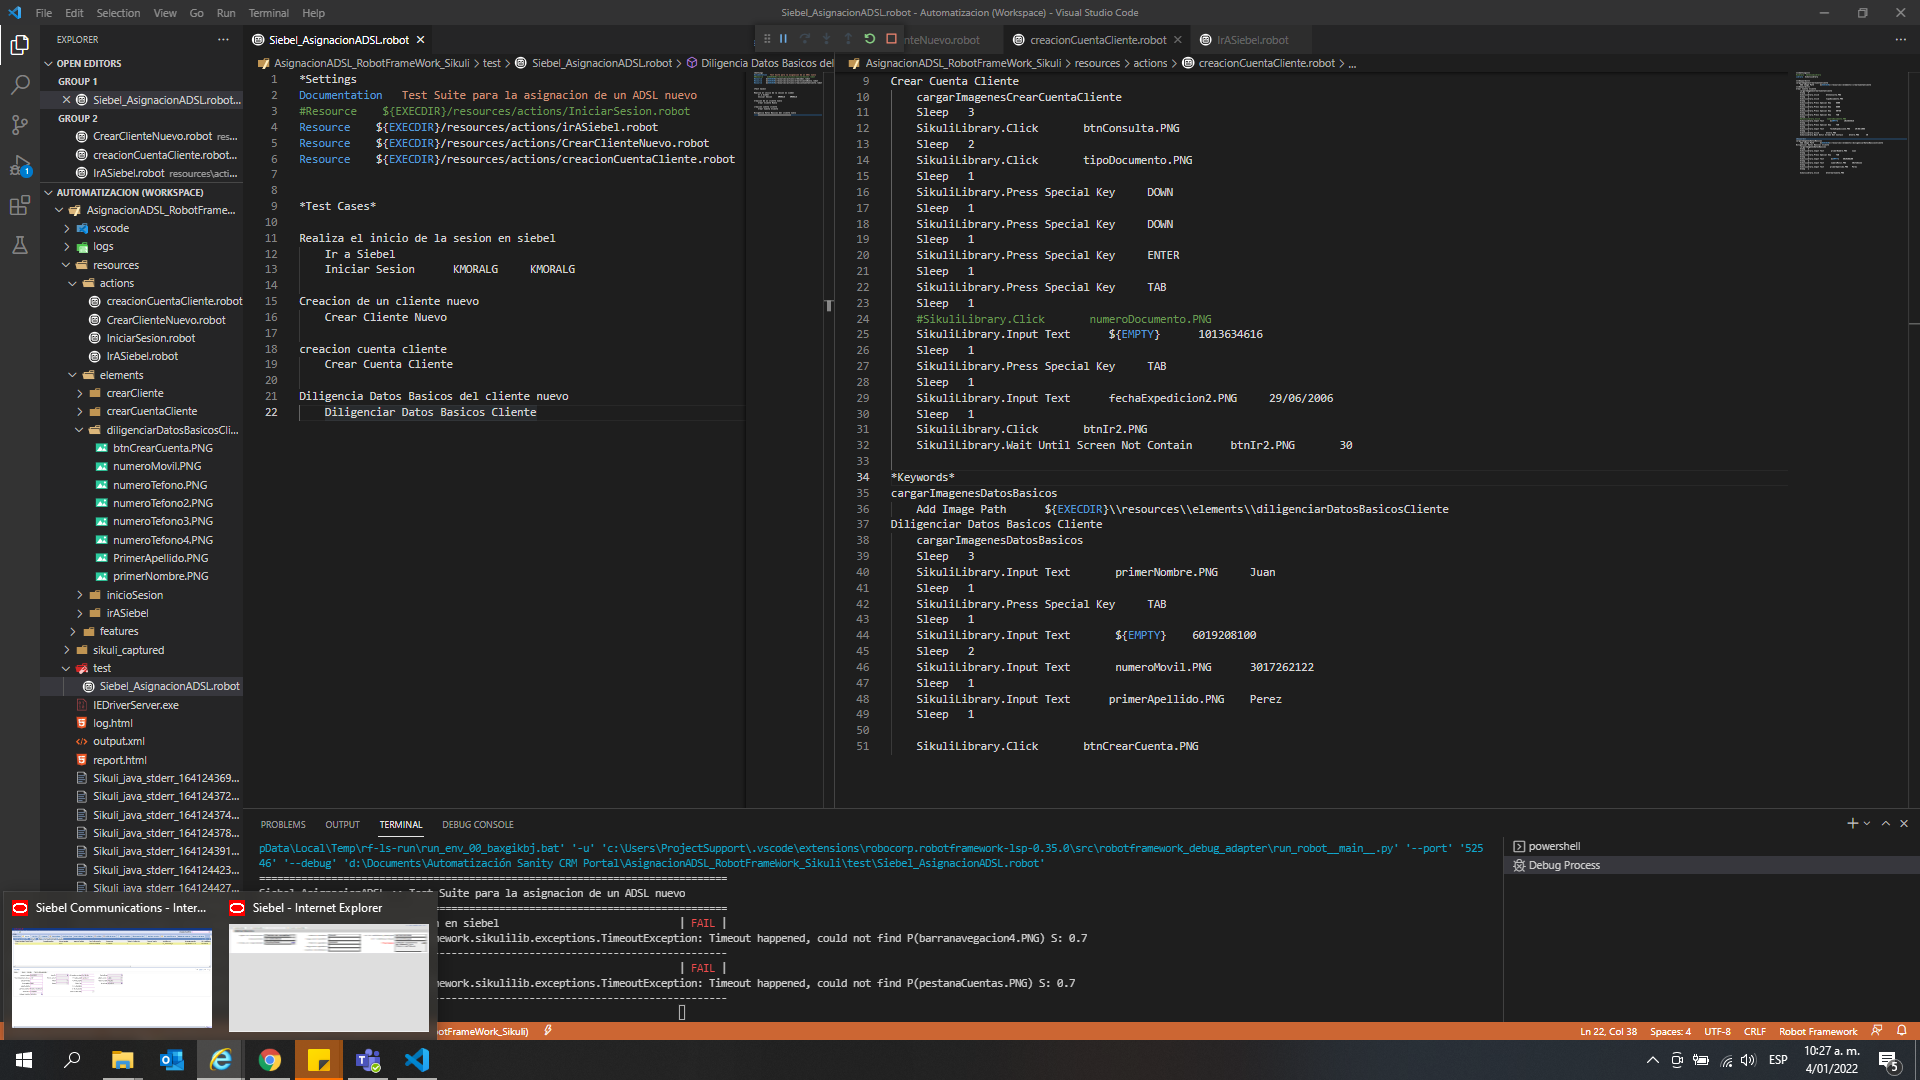 File Edit Selection View Go Run Terminal Help
Siebel_AsignacionADSL.robot - Automatizacion (Workspace) - Visual Studio Code
EXPLORER
OPEN EDITORS
GROUP 1
Siebel_AsignacionADSL.robot...
GROUP 2
CrearClienteNuevo.robot res...
creacionCuentaCliente.robot...
IrASiebel.robot resources\acti...
1
AUTOMATIZACION (WORKSPACE)
AsignacionADSL_RobotFrame...
.vscode
logs
resources
actions
creacionCuentaCliente.robot
CrearClienteNuevo.robot
IniciarSesion.robot
IrASiebel.robot
elements
crearCliente
crearCuentaCliente
diligenciarDatosBasicosCli...
btnCrearCuenta.PNG
numeroMovil.PNG
numeroTefono.PNG
numeroTefono2.PNG
numeroTefono3.PNG
numeroTefono4.PNG
PrimerApellido.PNG
primerNombre.PNG
inicioSesion
irASiebel
features
sikuli_captured
test
Siebel_AsignacionADSL.robot
IEDriverServer.exe
log.html
output.xml
report.html
Sikuli_java_stderr_164124369...
Sikuli_java_stderr_164124372...
Sikuli_java_stderr_164124374...
Sikuli_java_stderr_164124378...
Sikuli_java_stderr_164124391...
Sikuli_java_stderr_164124423...
Sikuli_java_stderr_164124427...
Siebel_AsignacionADSL.robot
AsignacionADSL_RobotFrameWork_Sikuli > test > Siebel_AsignacionADSL.robot > Diligencia Datos Basicos del
1 *Settings
2 Documentation Test Suite para la asignacion de un ADSL nuevo
3 #Resource ${EXECDIR}/resources/actions/IniciarSesion.robot
4 Resource ${EXECDIR}/resources/actions/irASiebel.robot
5 Resource ${EXECDIR}/resources/actions/CrearClienteNuevo.robot
6 Resource ${EXECDIR}/resources/actions/creacionCuentaCliente.robot
7
8
9 *Test Cases*
10
11 Realiza el inicio de la sesion en siebel
12 Ir a Siebel
13 Iniciar Sesion KMORALG KMORALG
14
15 Creacion de un cliente nuevo
16 Crear Cliente Nuevo
17
18 creacion cuenta cliente
19 Crear Cuenta Cliente
20
21 Diligencia Datos Basicos del cliente nuevo
22 Diligenciar Datos Basicos Cliente
nteNuevo.robot creacionCuentaCliente.robot IrASiebel.robot
AsignacionADSL_RobotFrameWork_Sikuli > resources > actions > creacionCuentaCliente.robot > ...
9 Crear Cuenta Cliente
10 cargarImagenesCrearCuentaCliente
11 Sleep 3
12 SikuliLibrary.Click btnConsulta.PNG
13 Sleep 2
14 SikuliLibrary.Click tipoDocumento.PNG
15 Sleep 1
16 SikuliLibrary.Press Special Key DOWN
17 Sleep 1
18 SikuliLibrary.Press Special Key DOWN
19 Sleep 1
20 SikuliLibrary.Press Special Key ENTER
21 Sleep 1
22 SikuliLibrary.Press Special Key TAB
23 Sleep 1
24 #SikuliLibrary.Click numeroDocumento.PNG
25 SikuliLibrary.Input Text ${EMPTY} 1013634616
26 Sleep 1
27 SikuliLibrary.Press Special Key TAB
28 Sleep 1
29 SikuliLibrary.Input Text fechaExpedicion2.PNG 29/06/2006
30 Sleep 1
31 SikuliLibrary.Click btnIr2.PNG
32 SikuliLibrary.Wait Until Screen Not Contain btnIr2.PNG 30
33
34 *Keywords*
35 cargarImagenesDatosBasicos
36 Add Image Path ${EXECDIR}\\resources\\elements\\diligenciarDatosBasicosCliente
37 Diligenciar Datos Basicos Cliente
38 cargarImagenesDatosBasicos
39 Sleep 3
40 SikuliLibrary.Input Text primerNombre.PNG Juan
41 Sleep 1
42 SikuliLibrary.Press Special Key TAB
43 Sleep 1
44 SikuliLibrary.Input Text ${EMPTY} 6019208100
45 Sleep 2
46 SikuliLibrary.Input Text numeroMovil.PNG 3017262122
47 Sleep 1
48 SikuliLibrary.Input Text primerApellido.PNG Perez
49 Sleep 1
50
51 SikuliLibrary.Click btnCrearCuenta.PNG
PROBLEMS OUTPUT TERMINAL DEBUG CONSOLE
pData\Local\Temp\rf-ls-run\run_env_00_baxgikbj.bat' '-u' 'c:\Users\ProjectSupport\.vscode\extensions\robocorp.robotframework-lsp-0.35.0\src\robotframework_debug_adapter\run_robot__main__.py' '--port' '525
46' '--debug' 'd:\Documents\Automatización Sanity CRM Portal\AsignacionADSL_RobotFrameWork_Sikuli\test\Siebel_AsignacionADSL.robot'
==============================================================================
Suite para la asignacion de un ADSL nuevo
n en siebel | FAIL |
ework.sikulilib.exceptions.TimeoutException: Timeout happened, could not find P(barranavegacion4.PNG) S: 0.7
| FAIL |
ework.sikulilib.exceptions.TimeoutException: Timeout happened, could not find P(pestanaCuentas.PNG) S: 0.7
powershell
Debug Process
Siebel Communications - Inter...
Siebel - Internet Explorer
otFrameWork_Sikuli)
Ln 22, Col 38 Spaces: 4 UTF-8 CRLF Robot Framework
ESP
10:27 a. m.
4/01/2022
5